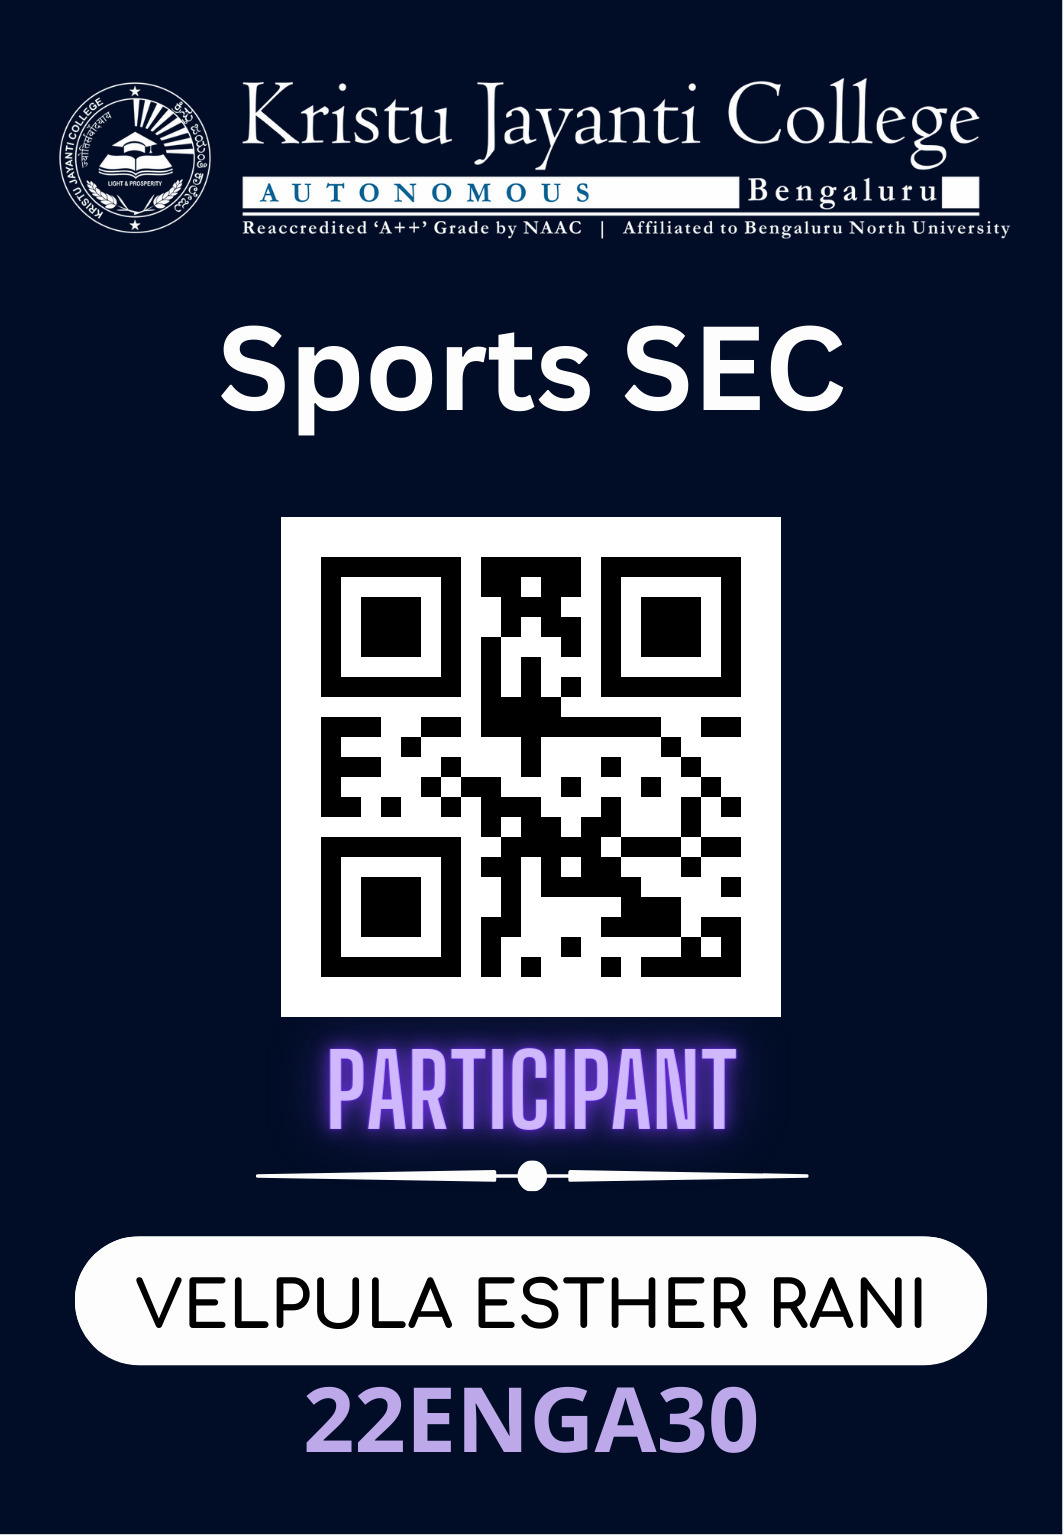 KRISTU JAYANTI COLLEGE
ज्योतिसंवादयाय
LIGHT & PROSPERITY
Kristu Jayanti College
AUTONOMOUS Bengaluru
Reaccredited ‘A++’ Grade by NAAC | Affiliated to Bengaluru North University
Sports SEC
PARTICIPANT
VELPULA ESTHER RANI
22ENGA30